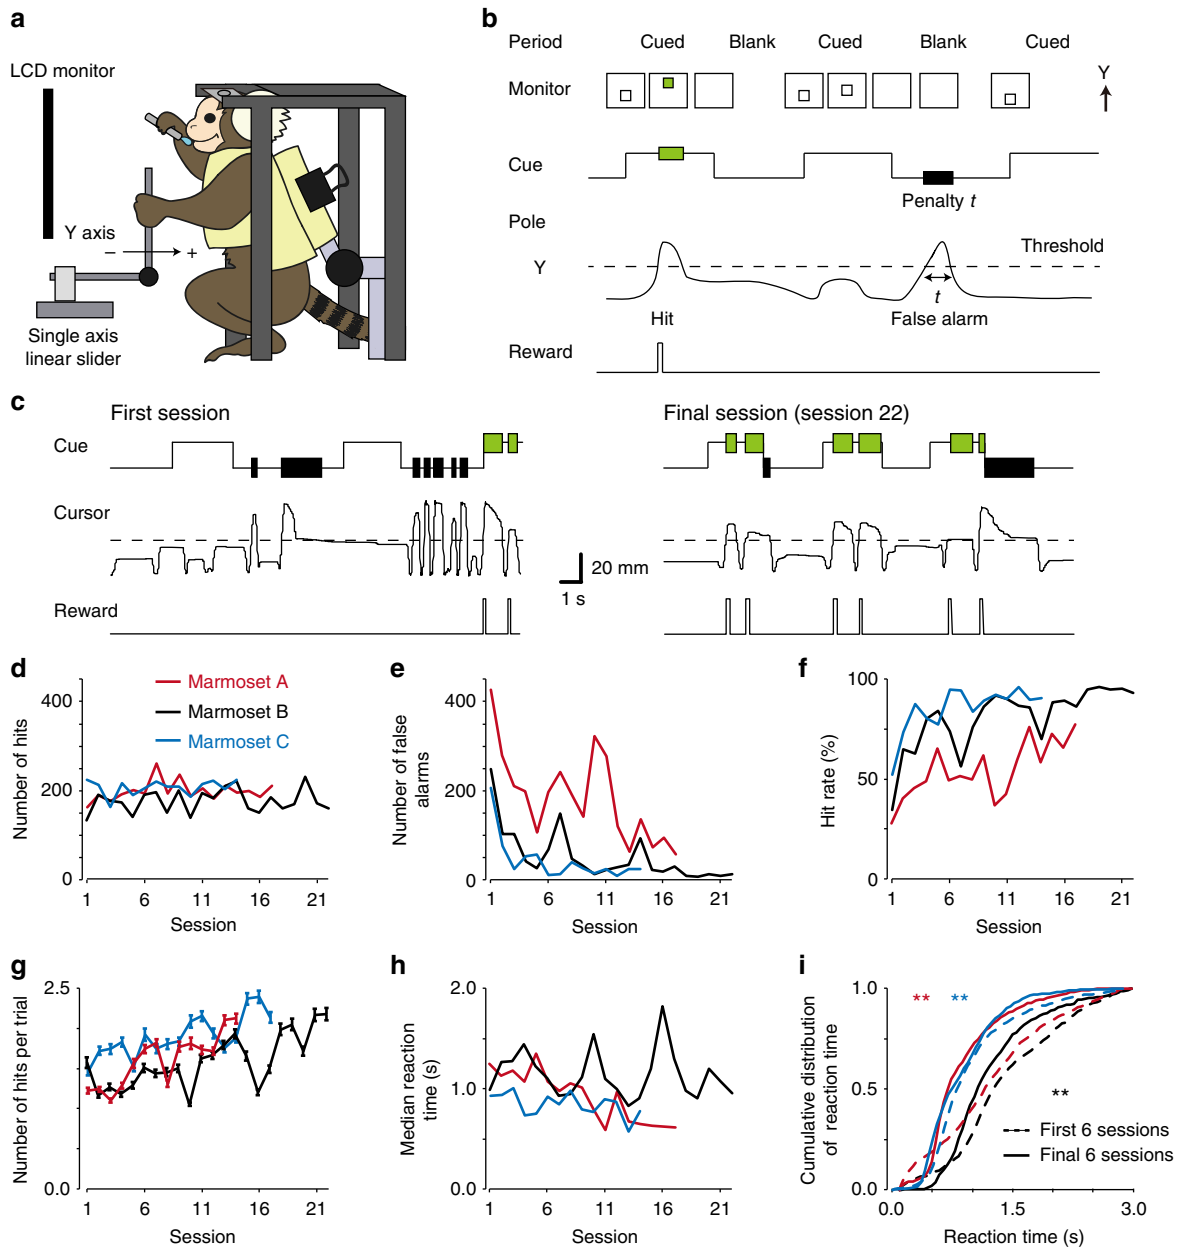 a
LCD monitor
Y axis
– +
Single axis
linear slider
b
Period Cued Blank Cued Blank Cued
Monitor Y
Cue
Penalty t
Pole
Y Threshold
t
Hit False alarm
Reward
c
First session Final session (session 22)
Cue
Cursor
20 mm
1 s
Reward
d
Number of hits
400
200
0
1 6 11 16 21
Session
Marmoset A
Marmoset B
Marmoset C
e
Number of false
alarms
400
200
0
1 6 11 16 21
Session
f
Hit rate (%)
100
50
0
1 6 11 16 21
Session
g
Number of hits per trial
2.5
0.0
1 6 11 16 21
Session
h
Median reaction
time (s)
2.0
1.0
0.0
1 6 11 16 21
Session
i
Cumulative distribution
of reaction time
1.0
0.5
0.0
** **
**
First 6 sessions
Final 6 sessions
0.0 1.5 3.0
Reaction time (s)